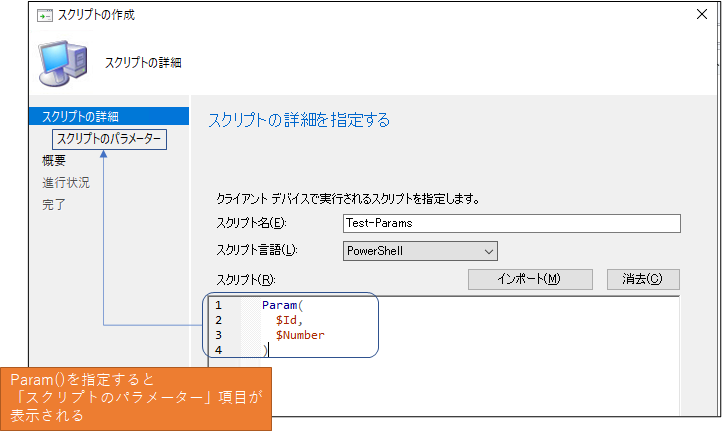 スクリプトの作成
スクリプトの詳細
スクリプトの詳細
スクリプトのパラメーター
概要
進行状況
完了
スクリプトの詳細を指定する
クライアント デバイスで実行されるスクリプトを指定します。
スクリプト名(E):
Test-Params
スクリプト言語(L):
PowerShell
スクリプト(R):
インポート(M)
消去(C)
1 Param(
2 $Id,
3 $Number
4 )
Param()を指定すると
「スクリプトのパラメーター」項目が
表示される